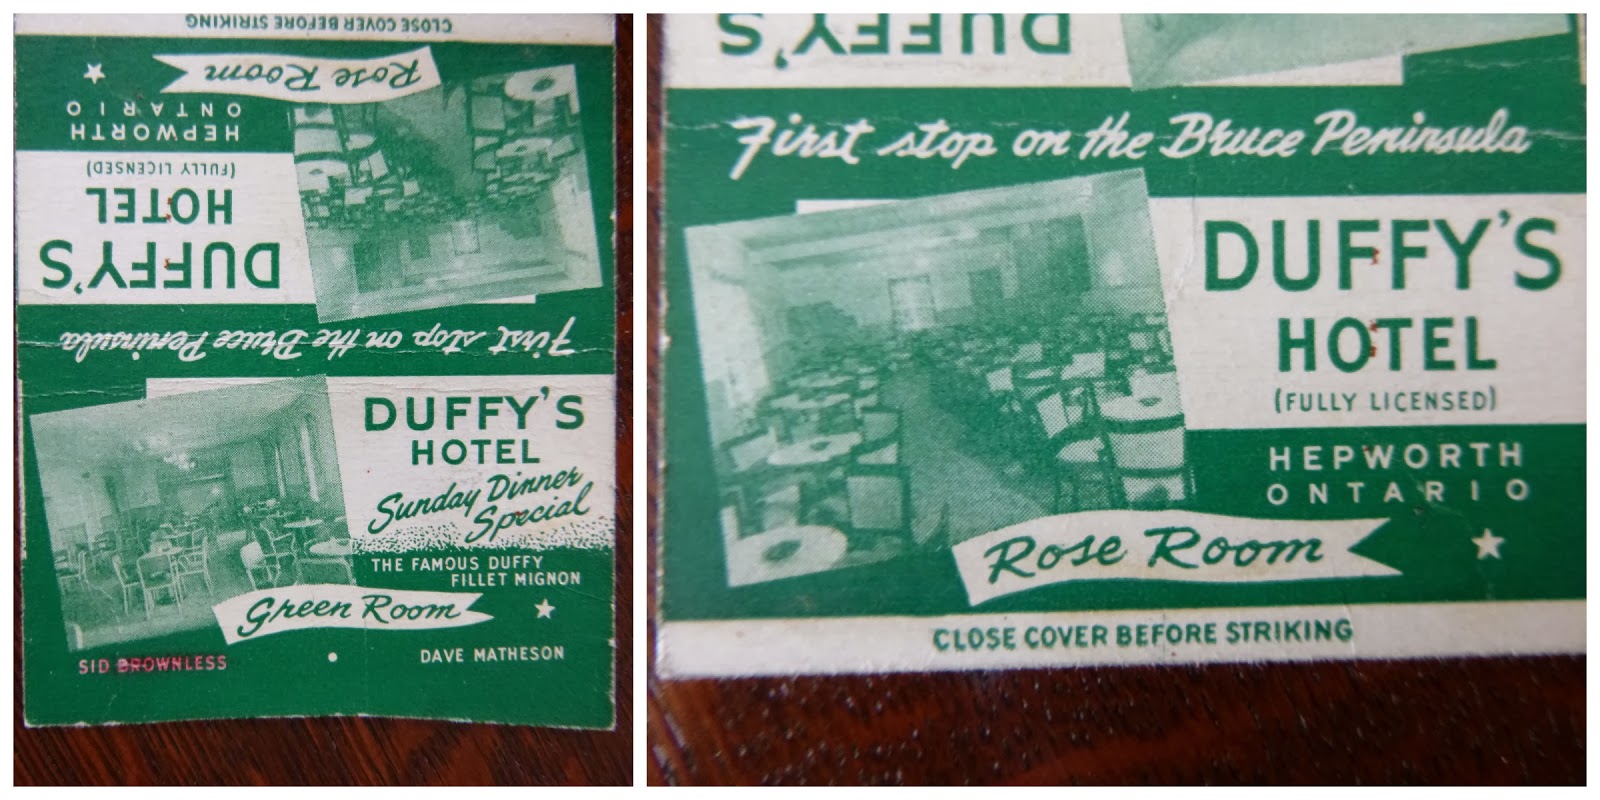 CLOSE COVER BEFORE STRIKING
Rose Room
HEPWORTH
ONTARIO
(FULLY LICENSED)
HOTEL
DUFFY'S
First stop on the Bruce Peninsula
DUFFY'S
HOTEL
Sunday Dinner
Special
THE FAMOUS DUFFY
FILLET MIGNON
Green Room
SID BROWNLESS • DAVE MATHESON
DUFFY'S
First stop on the Bruce Peninsula
DUFFY'S
HOTEL
(FULLY LICENSED)
HEPWORTH
ONTARIO
Rose Room
CLOSE COVER BEFORE STRIKING